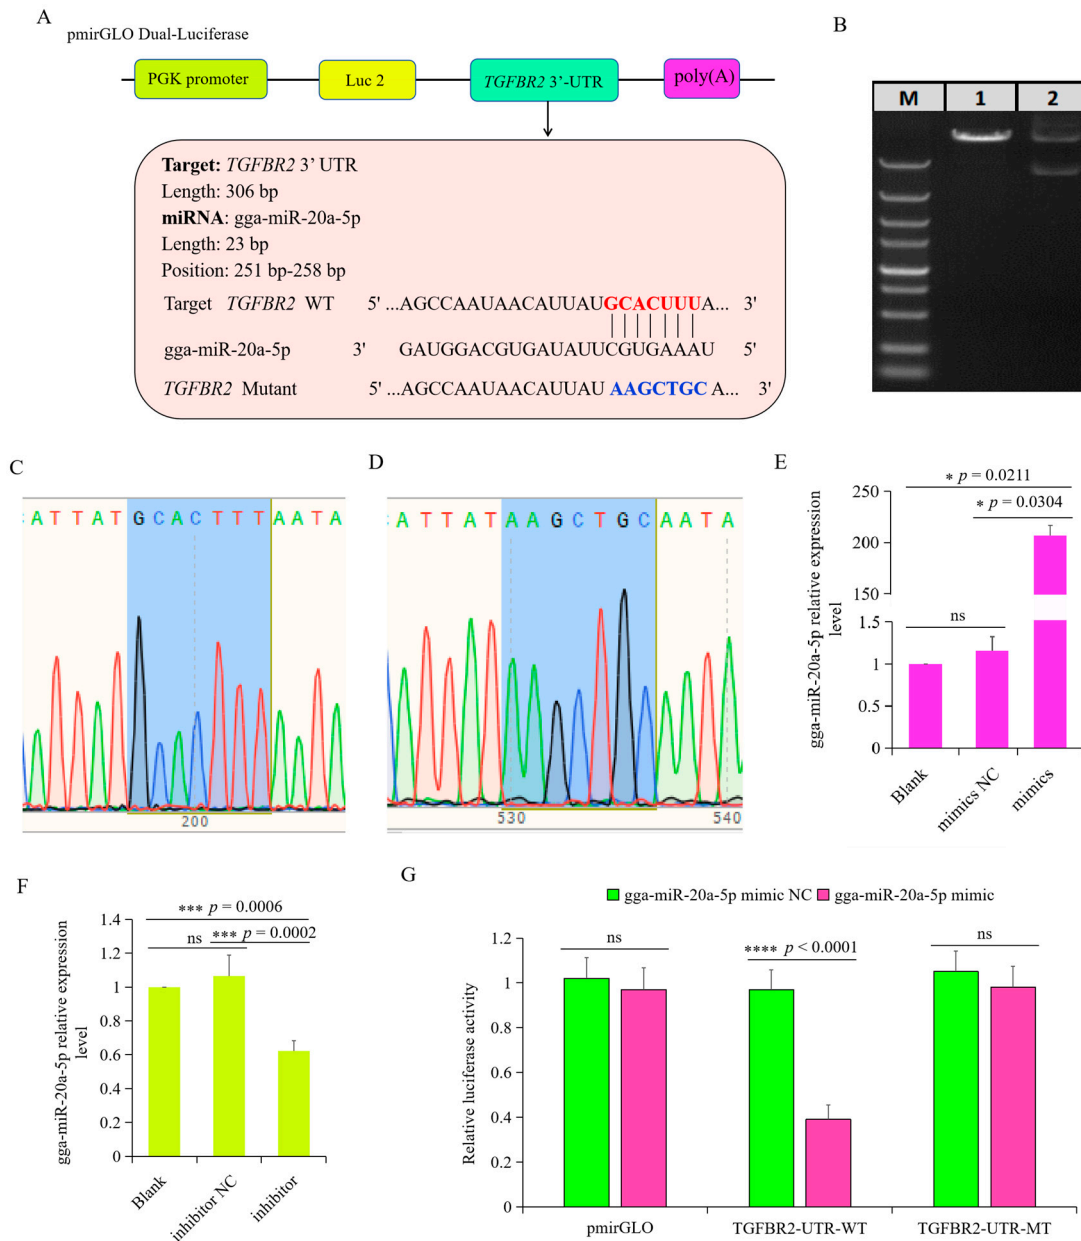 A
pmirGLO Dual-Luciferase
PGK promoter
Luc 2
TGFBR2 3'-UTR
poly(A)
Target: TGFBR2 3' UTR
Length: 306 bp
miRNA: gga-miR-20a-5p
Length: 23 bp
Position: 251 bp-258 bp
Target TGFBR2 WT 5' ...AGCCAAUAACAUUAUGCACUUUA... 3'
gga-miR-20a-5p 3' GAUGGACGUGAUAUUCGUGAAAU 5'
TGFBR2 Mutant 5' ...AGCCAAUAACAUUAU AAGCTGC A... 3'
B
M 1 2
C
CATTATGCACTTTAATA
200
D
CATTATAAGCTGCAATA
530 540
E
gga-miR-20a-5p relative expression
level
* p = 0.0211
* p = 0.0304
ns
250
200
150
1.5
1
0.5
0
Blank
mimics NC
mimics
F
gga-miR-20a-5p relative expression
level
*** p = 0.0006
ns *** p = 0.0002
1.4
1.2
1
0.8
0.6
0.4
0.2
0
Blank
inhibitor NC
inhibitor
G
gga-miR-20a-5p mimic NC gga-miR-20a-5p mimic
Relative luciferase activity
ns
**** p < 0.0001
ns
1.2
1
0.8
0.6
0.4
0.2
0
pmirGLO
TGFBR2-UTR-WT
TGFBR2-UTR-MT